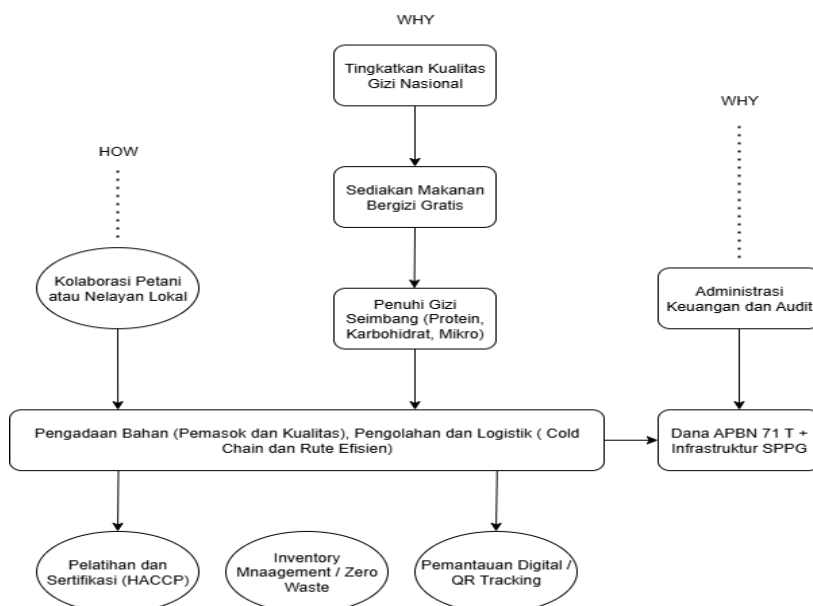 WHY
Tingkatkan Kualitas
Gizi Nasional
WHY
HOW
Sediakan Makanan
Bergizi Gratis
Kolaborasi Petani
atau Nelayan Lokal
Penuhi Gizi
Seimbang (Protein,
Karbohidrat, Mikro)
Administrasi
Keuangan dan Audit
Pengadaan Bahan (Pemasok dan Kualitas), Pengolahan dan Logistik ( Cold
Chain dan Rute Efisien)
Dana APBN 71 T +
Infrastruktur SPPG
Pelatihan dan
Sertifikasi (HACCP)
Inventory
Mnaagement / Zero
Waste
Pemantauan Digital /
QR Tracking